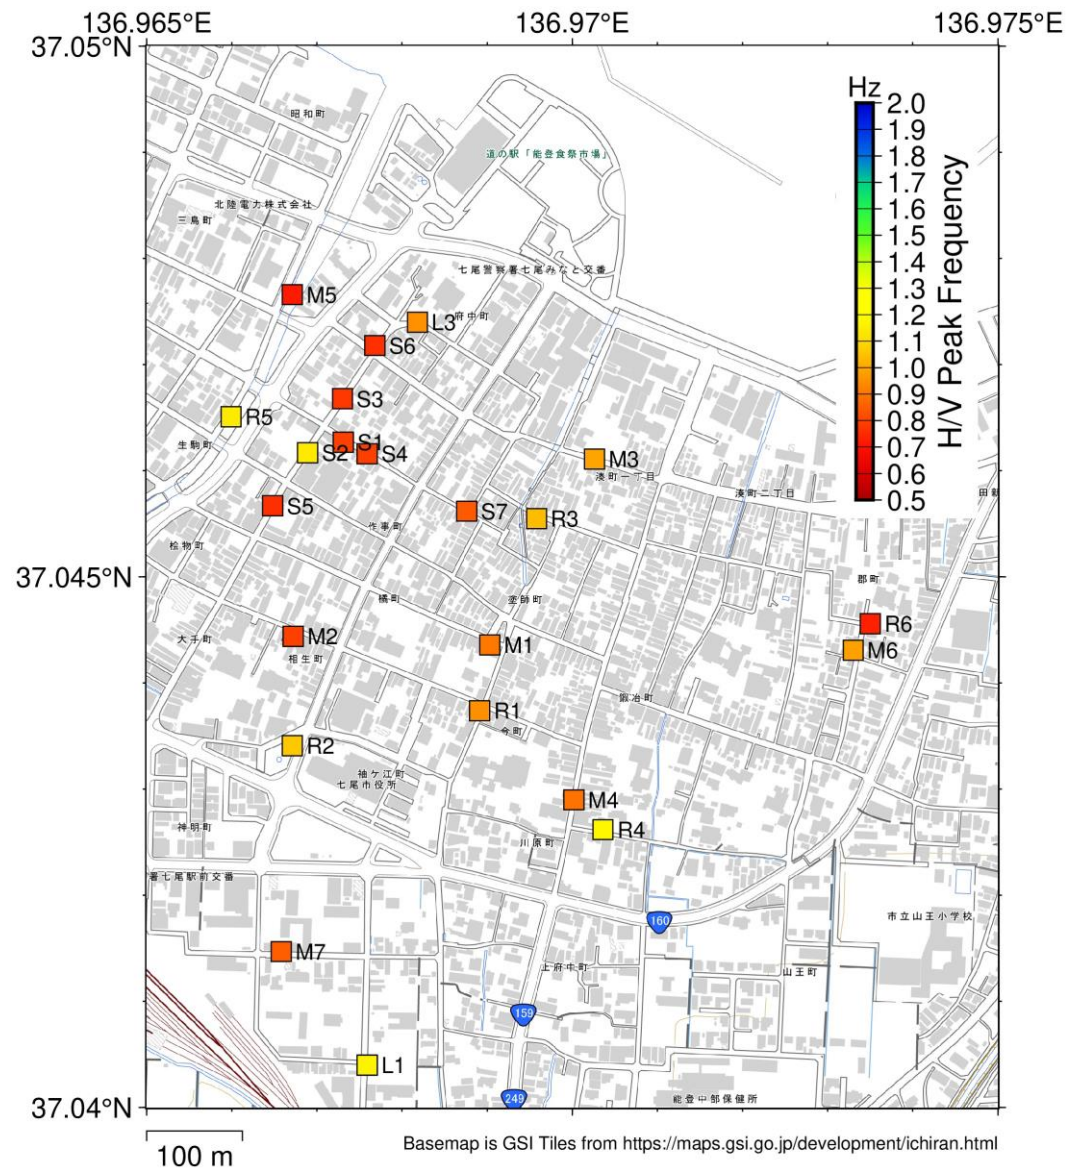 136.965°E
136.97°E
136.975°E
37.05°N
Hz
2.0
1.9
1.8
1.7
1.6
1.5
1.4
1.3
1.2
1.1
1.0
0.9
0.8
0.7
0.6
0.5
H/V Peak Frequency
昭和町
道の駅「能登食祭市場」
北陸電力株式会社
三島町
七尾警察署七尾みなと交番
M5
L3
府中町
S6
S3
R5
生駒町
S1
S2
S4
M3
湊町一丁目
湊町二丁目
S5
S7
R3
作事町
桧物町
37.045°N
郡町
橘町
塗師町
R6
大手町
M2
M1
M6
相生町
鍛冶町
R1
今町
R2
袖ケ江町
七尾市役所
M4
神明町
R4
川原町
署七尾駅前交番
市立山王小学校
160
M7
上府中町
山王町
159
L1
37.04°N
249
能登中部保健所
100 m
Basemap is GSI Tiles from https://maps.gsi.go.jp/development/ichiran.html